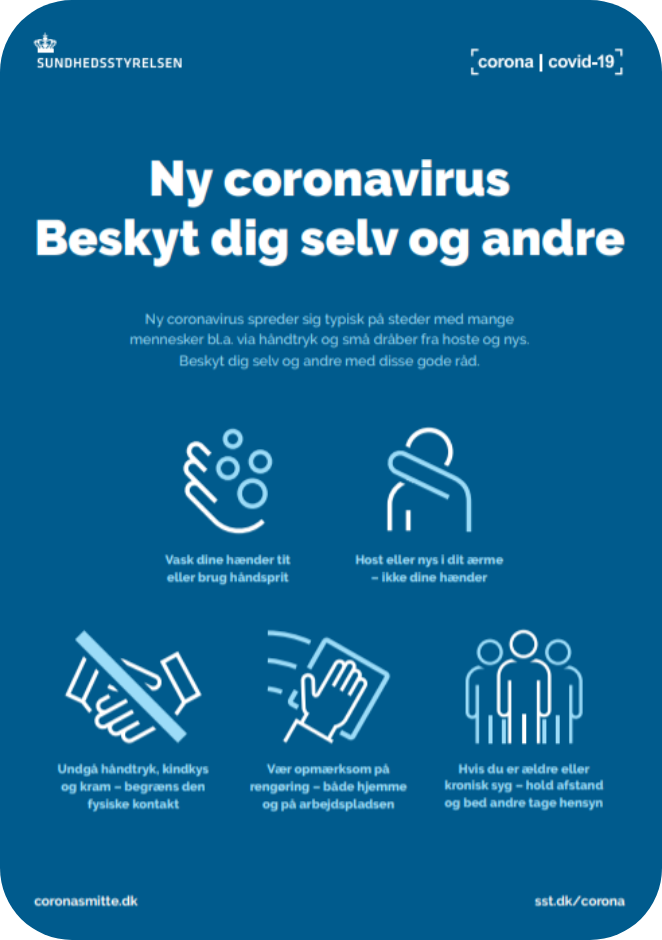 SUNDHEDSSTYRELSEN
corona | covid-19
Ny coronavirus
Beskyt dig selv og andre
Ny coronavirus spreder sig typisk på steder med mange
mennesker bl.a. via håndtryk og små dråber fra hoste og nys.
Beskyt dig selv og andre med disse gode råd.
Vask dine hænder tit
eller brug håndsprit
Host eller nys i dit ærme
– ikke dine hænder
Undgå håndtryk, kindkys
og kram – begræns den
fysiske kontakt
Vær opmærksom på
rengøring – både hjemme
og på arbejdspladsen
Hvis du er ældre eller
kronisk syg – hold afstand
og bed andre tage hensyn
coronasmitte.dk
sst.dk/corona